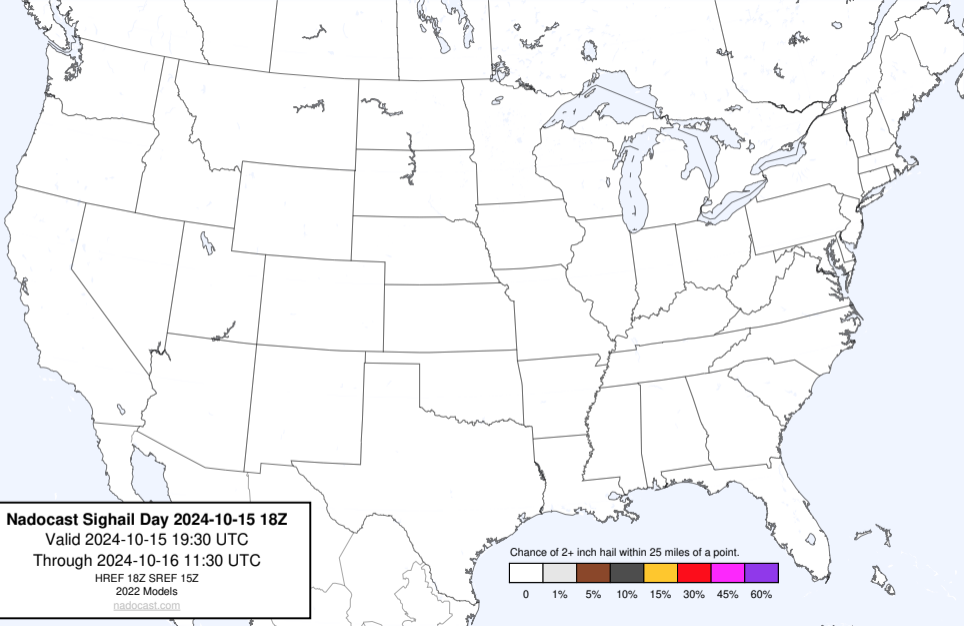 Nadocast Sighail Day 2024-10-15 18Z
Valid 2024-10-15 19:30 UTC
Through 2024-10-16 11:30 UTC
HREF 18Z SREF 15Z
2022 Models
nadocast.com
Chance of 2+ inch hail within 25 miles of a point.
0 1% 5% 10% 15% 30% 45% 60%